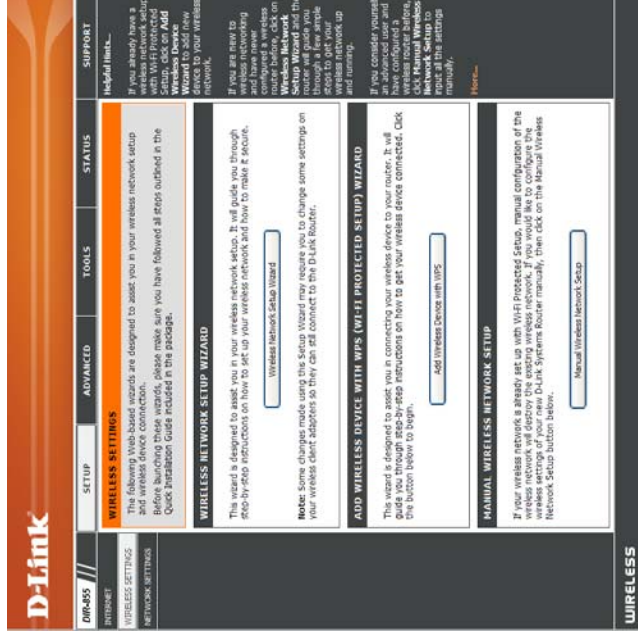 D-Link
DIR-855
SETUP
ADVANCED
TOOLS
STATUS
SUPPORT
INTERNET
WIRELESS SETTINGS
NETWORK SETTINGS
WIRELESS SETTINGS
The following Web-based wizards are designed to assist you in your wireless network setup
and wireless device connection.
Before launching these wizards, please make sure you have followed all steps outlined in the
Quick Installation Guide included in the package.
WIRELESS NETWORK SETUP WIZARD
This wizard is designed to assist you in your wireless network setup. It will guide you through
step-by-step instructions on how to set up your wireless network and how to make it secure.
Wireless Network Setup Wizard
Note: Some changes made using this Setup Wizard may require you to change some settings on
your wireless client adapters so they can still connect to the D-Link Router.
ADD WIRELESS DEVICE WITH WPS (WI-FI PROTECTED SETUP) WIZARD
This wizard is designed to assist you in connecting your wireless device to your router. It will
guide you through step-by-step instructions on how to get your wireless device connected. Click
the button below to begin.
Add Wireless Device with WPS
MANUAL WIRELESS NETWORK SETUP
If your wireless network is already set up with Wi-Fi Protected Setup, manual configuration of the
wireless network will destroy the existing wireless network. If you would like to configure the
wireless settings of your new D-Link Systems Router manually, then click on the Manual Wireless
Network Setup button below.
Manual Wireless Network Setup
Helpful Hints...
If you already have a
wireless network setup
with Wi-Fi Protected
Setup, click on Add
Wireless Device
Wizard to add new
device to your wireless
network.
If you are new to
wireless networking
and have never
configured a wireless
router before, click on
Wireless Network
Setup Wizard and the
router will guide you
through a few simple
steps to get your
wireless network up
and running.
If you consider yourself
an advanced user and
have configured a
wireless router before,
click Manual Wireless
Network Setup to
input all the settings
manually.
More...
WIRELESS